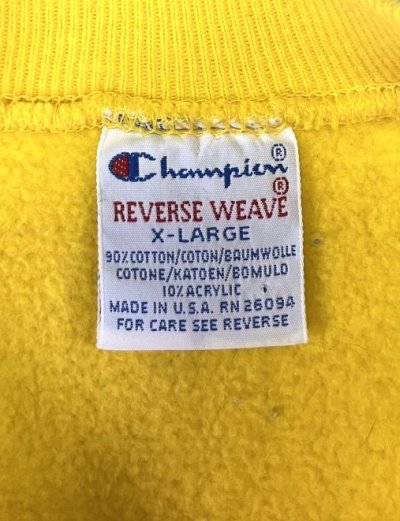 Champion®
REVERSE WEAVE®
X-LARGE
90%COTTON/COTON/BAUMWOLLE
COTONE/KATOEN/BOMULD
10% ACRYLIC
MADE IN U.S.A. RN 26094
FOR CARE SEE REVERSE